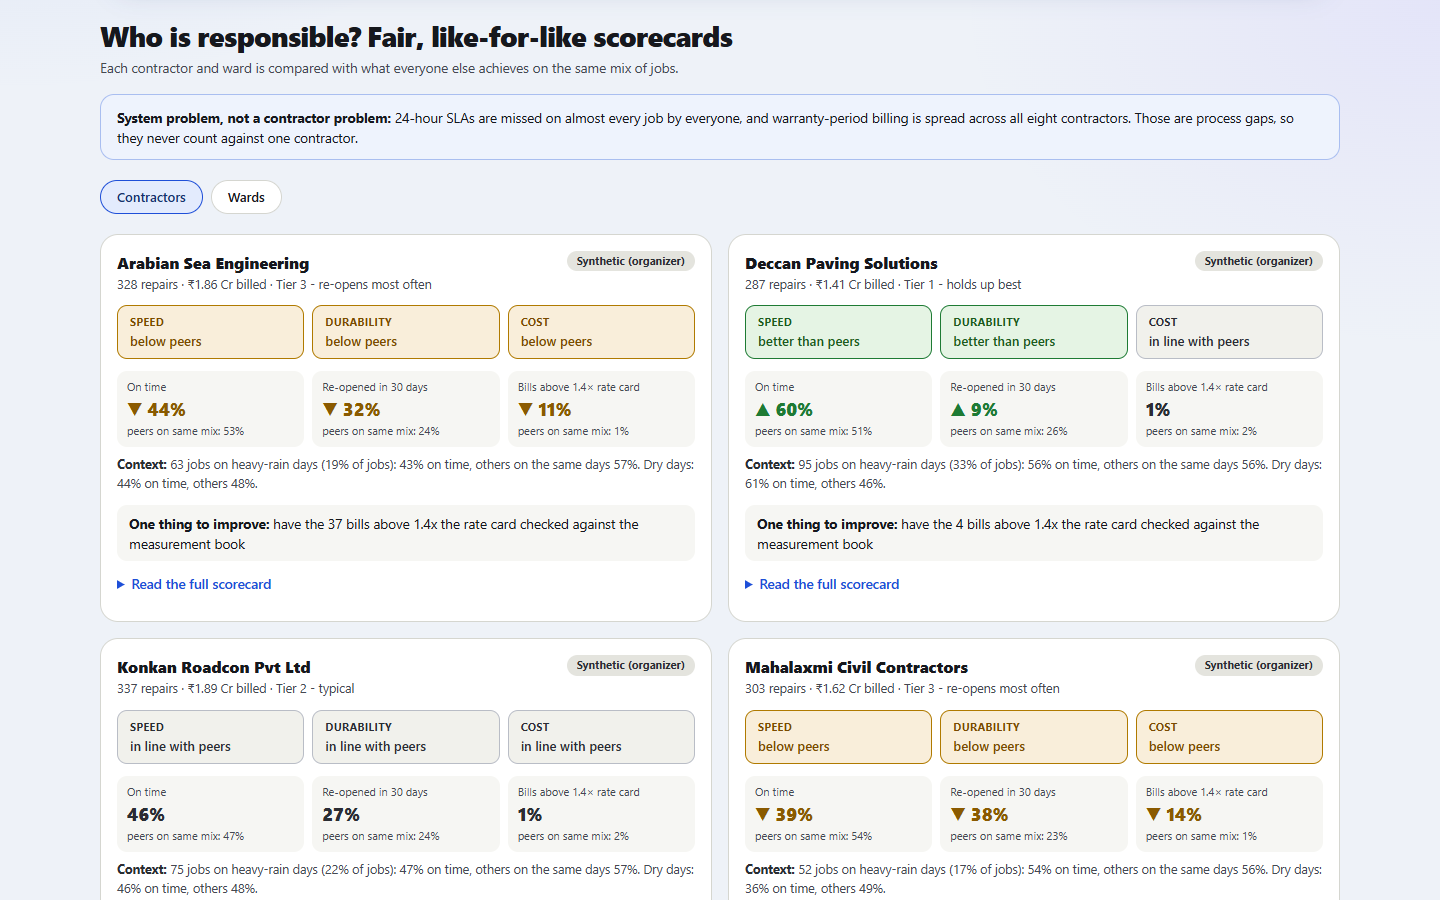 Who is responsible? Fair, like-for-like scorecards
Each contractor and ward is compared with what everyone else achieves on the same mix of jobs.
System problem, not a contractor problem: 24-hour SLAs are missed on almost every job by everyone, and warranty-period billing is spread across all eight contractors. Those are process gaps, so
they never count against one contractor.
Contractors
Wards
Arabian Sea Engineering
Synthetic (organizer)
328 repairs · ₹1.86 Cr billed · Tier 3 - re-opens most often
SPEED
below peers
DURABILITY
below peers
COST
below peers
On time
▼ 44%
peers on same mix: 53%
Re-opened in 30 days
▼ 32%
peers on same mix: 24%
Bills above 1.4× rate card
▼ 11%
peers on same mix: 1%
Context: 63 jobs on heavy-rain days (19% of jobs): 43% on time, others on the same days 57%. Dry days:
44% on time, others 48%.
One thing to improve: have the 37 bills above 1.4x the rate card checked against the
measurement book
▶ Read the full scorecard
Deccan Paving Solutions
Synthetic (organizer)
287 repairs · ₹1.41 Cr billed · Tier 1 - holds up best
SPEED
better than peers
DURABILITY
better than peers
COST
in line with peers
On time
▲ 60%
peers on same mix: 51%
Re-opened in 30 days
▲ 9%
peers on same mix: 26%
Bills above 1.4× rate card
1%
peers on same mix: 2%
Context: 95 jobs on heavy-rain days (33% of jobs): 56% on time, others on the same days 56%. Dry days:
61% on time, others 46%.
One thing to improve: have the 4 bills above 1.4x the rate card checked against the
measurement book
▶ Read the full scorecard
Konkan Roadcon Pvt Ltd
Synthetic (organizer)
337 repairs · ₹1.89 Cr billed · Tier 2 - typical
SPEED
in line with peers
DURABILITY
in line with peers
COST
in line with peers
On time
46%
peers on same mix: 47%
Re-opened in 30 days
27%
peers on same mix: 24%
Bills above 1.4× rate card
1%
peers on same mix: 2%
Context: 75 jobs on heavy-rain days (22% of jobs): 47% on time, others on the same days 57%. Dry days:
46% on time, others 48%.
Mahalaxmi Civil Contractors
Synthetic (organizer)
303 repairs · ₹1.62 Cr billed · Tier 3 - re-opens most often
SPEED
below peers
DURABILITY
below peers
COST
below peers
On time
▼ 39%
peers on same mix: 54%
Re-opened in 30 days
▼ 38%
peers on same mix: 23%
Bills above 1.4× rate card
▼ 14%
peers on same mix: 1%
Context: 52 jobs on heavy-rain days (17% of jobs): 54% on time, others on the same days 56%. Dry days:
36% on time, others 49%.